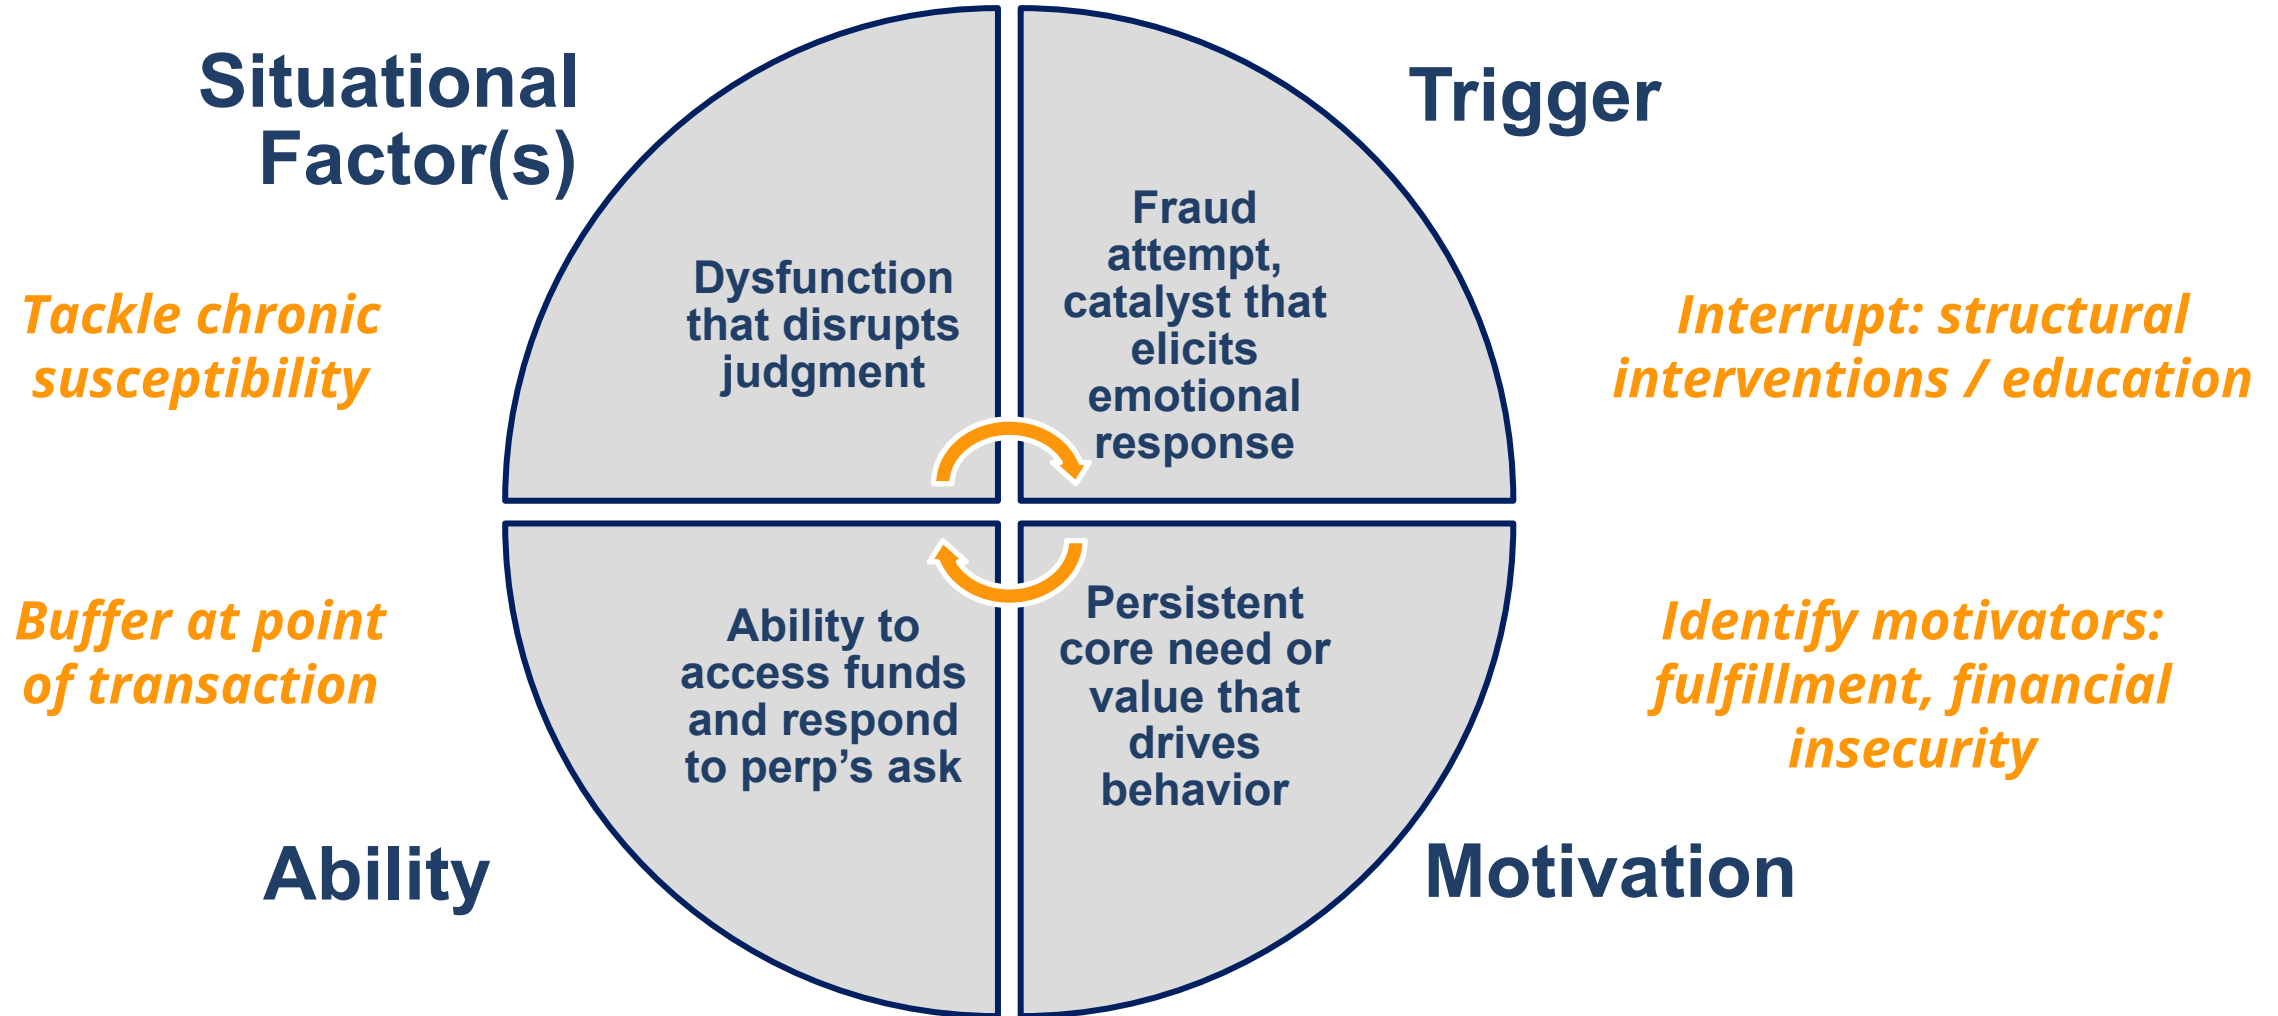 Situational
Factor(s)
Tackle chronic
susceptibility
Dysfunction
that disrupts
judgment
Trigger
Fraud
attempt,
catalyst that
elicits
emotional
response
Interrupt: structural
interventions / education
Buffer at point
of transaction
Ability to
access funds
and respond
to perp’s ask
Ability
Persistent
core need or
value that
drives
behavior
Identify motivators:
fulfillment, financial
insecurity
Motivation